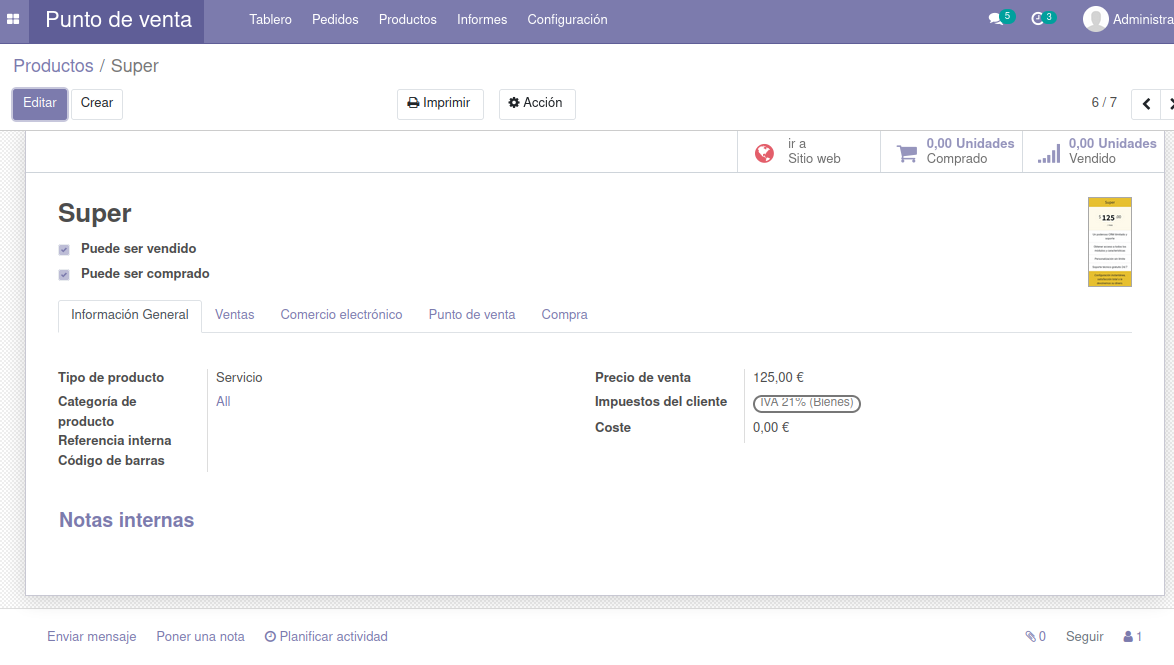 Punto de venta Tablero Pedidos Productos Informes Configuración 5 3 Administra
Productos / Super
Editar Crear Imprimir Acción 6 / 7
ir a
Sitio web
0,00 Unidades
Comprado
0,00 Unidades
Vendido
Super
Super
$ 125 .00
Puede ser vendido
Puede ser comprado
Información General Ventas Comercio electrónico Punto de venta Compra
Tipo de producto Servicio
Categoría de producto All
Referencia interna
Código de barras
Precio de venta 125,00 €
Impuestos del cliente IVA 21% (Bienes)
Coste 0,00 €
Notas internas
Enviar mensaje Poner una nota Planificar actividad 0 Seguir 1